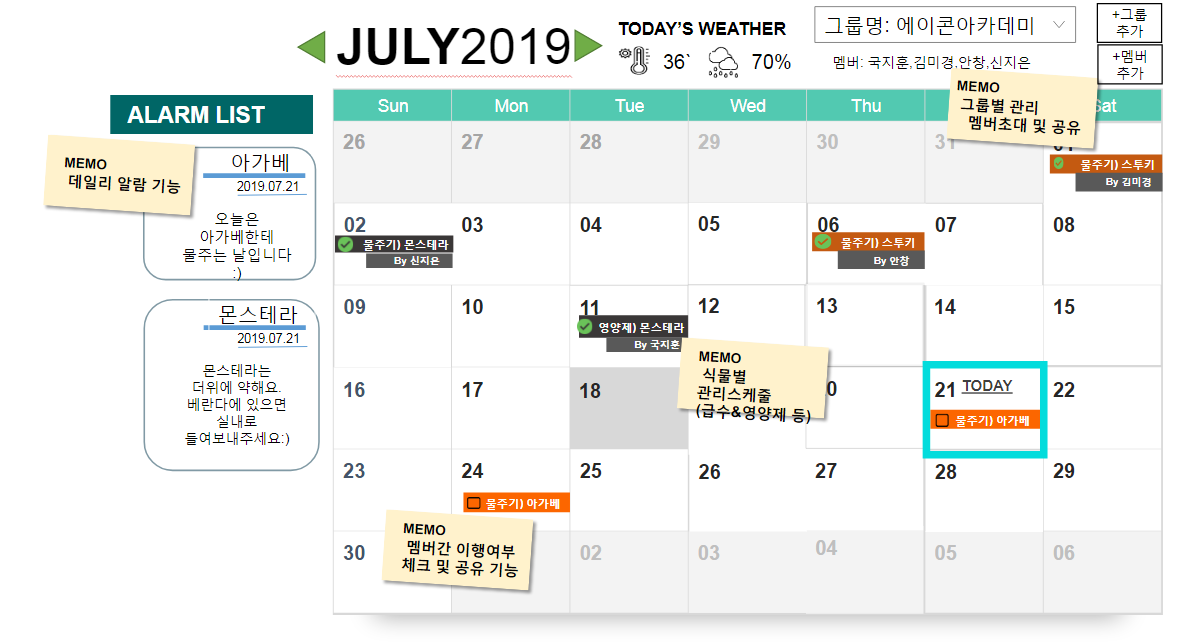 JULY2019
TODAY'S WEATHER
36`
70%
그룹명: 에이콘아카데미
멤버: 국지훈,김미경,안창,신지은
+그룹
추가
+멤버
추가
MEMO
그룹별 관리
멤버초대 및 공유
ALARM LIST
MEMO
데일리 알람 기능
아가베
2019.07.21
오늘은
아가베한테
물주는 날입니다
:)
몬스테라
2019.07.21
몬스테라는
더위에 약해요.
베란다에 있으면
실내로
들여보내주세요:)
Sun Mon Tue Wed Thu Sat
26 27 28 29 30 31 01
물주기) 스투키
By 김미경
02 03 04 05 06 07 08
물주기) 몬스테라
By 신지은
물주기) 스투키
By 안창
09 10 11 12 13 14 15
영양제) 몬스테라
By 국지훈
MEMO
식물별
관리스케줄
(급수&영양제 등)
16 17 18 0 21 TODAY 22
물주기) 아가베
23 24 25 26 27 28 29
물주기) 아가베
MEMO
멤버간 이행여부
체크 및 공유 기능
30 02 03 04 05 06